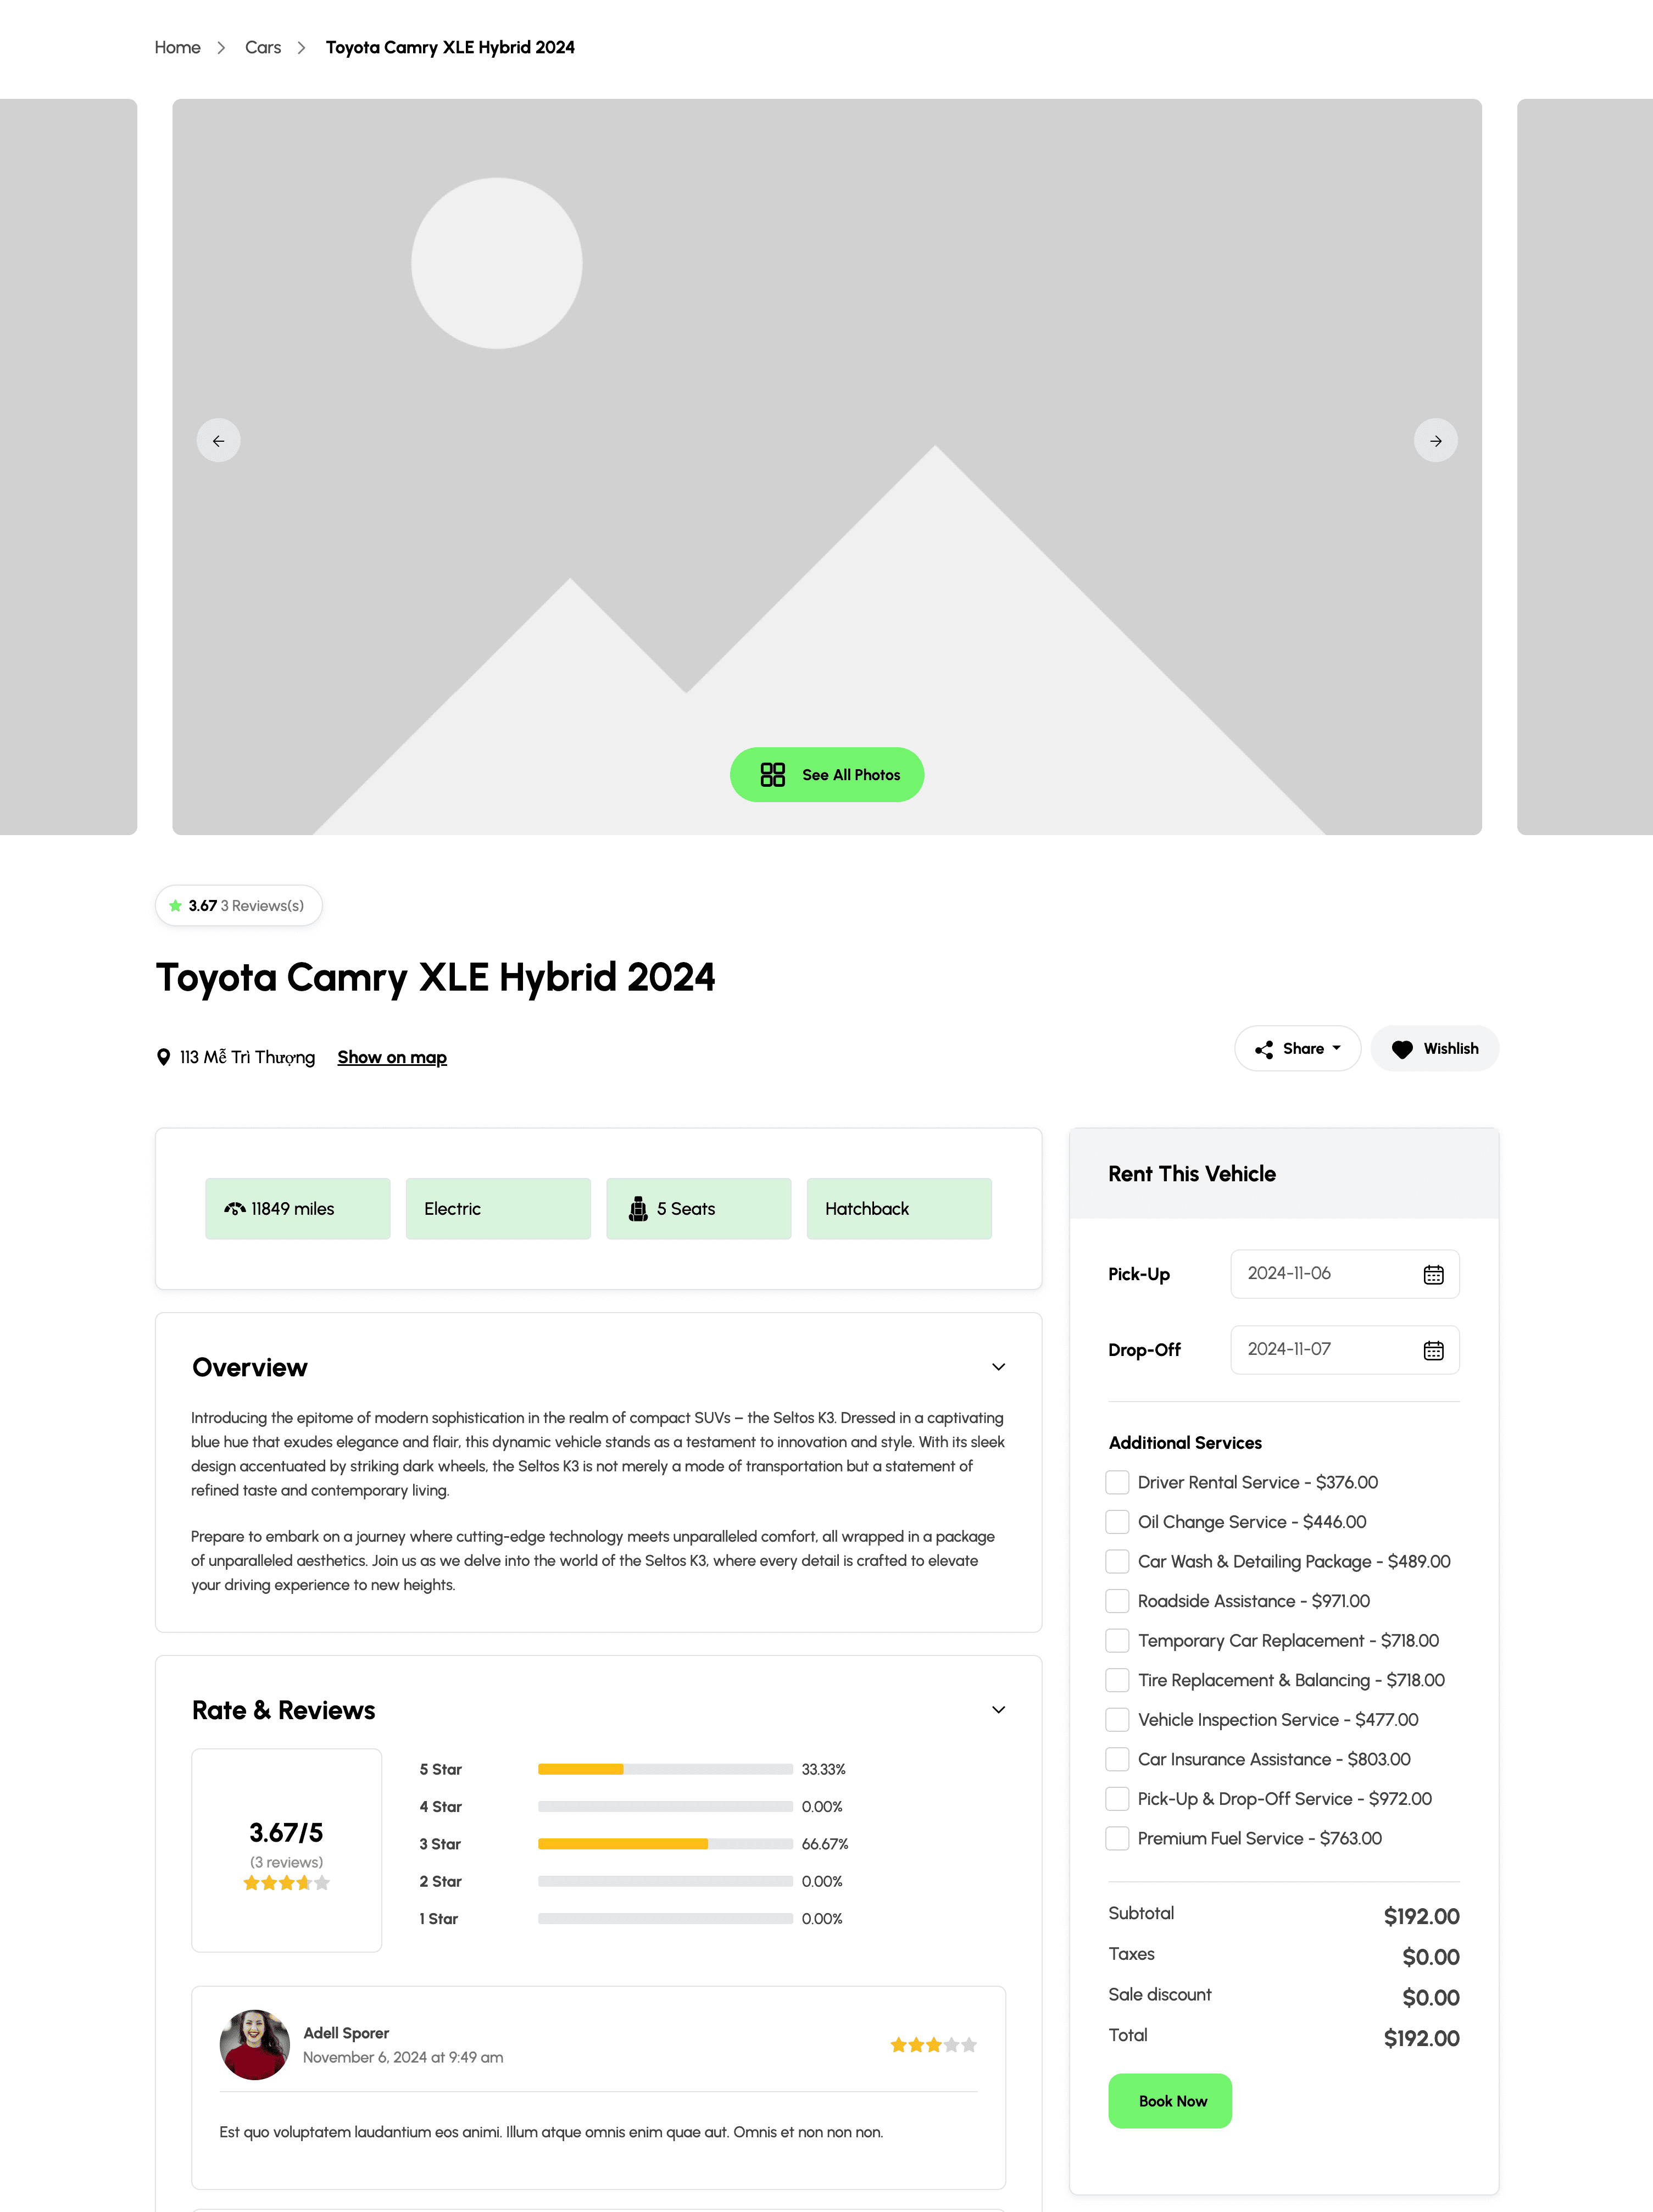 Home
Cars
Toyota Camry XLE Hybrid 2024
See All Photos
3.67 3 Reviews(s)
Toyota Camry XLE Hybrid 2024
113 Mễ Trì Thượng
Show on map
Share
Wishlist
11849 miles
Electric
5 Seats
Hatchback
Overview
Introducing the epitome of modern sophistication in the realm of compact SUVs – the Seltos K3. Dressed in a captivating
blue hue that exudes elegance and flair, this dynamic vehicle stands as a testament to innovation and style. With its sleek
design accentuated by striking dark wheels, the Seltos K3 is not merely a mode of transportation but a statement of
refined taste and contemporary living.
Prepare to embark on a journey where cutting-edge technology meets unparalleled comfort, all wrapped in a package
of unparalleled aesthetics. Join us as we delve into the world of the Seltos K3, where every detail is crafted to elevate
your driving experience to new heights.
Rate & Reviews
3.67/5
(3 reviews)
5 Star 33.33%
4 Star 0.00%
3 Star 66.67%
2 Star 0.00%
1 Star 0.00%
Adell Sporer
November 6, 2024 at 9:49 am
Est quo voluptatem laudantium eos animi. Illum atque omnis enim quae aut. Omnis et non non non.
Rent This Vehicle
Pick-Up 2024-11-06
Drop-Off 2024-11-07
Additional Services
Driver Rental Service - $376.00
Oil Change Service - $446.00
Car Wash & Detailing Package - $489.00
Roadside Assistance - $971.00
Temporary Car Replacement - $718.00
Tire Replacement & Balancing - $718.00
Vehicle Inspection Service - $477.00
Car Insurance Assistance - $803.00
Pick-Up & Drop-Off Service - $972.00
Premium Fuel Service - $763.00
Subtotal $192.00
Taxes $0.00
Sale discount $0.00
Total $192.00
Book Now